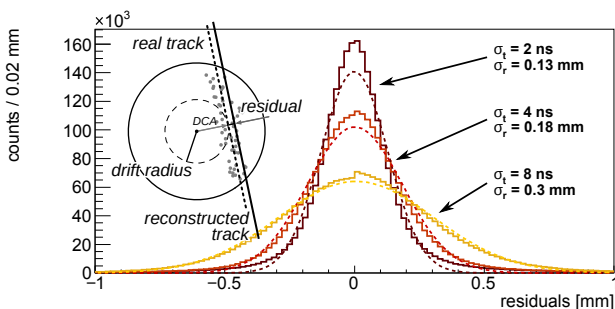 ×10³
counts / 0.02 mm
160
140
120
100
80
60
40
20
0
−1
−0.5
0
0.5
1
residuals [mm]
real track
residual
DCA
drift-radius
reconstructed
track
σt = 2 ns
σr = 0.13 mm
σt = 4 ns
σr = 0.18 mm
σt = 8 ns
σr = 0.3 mm